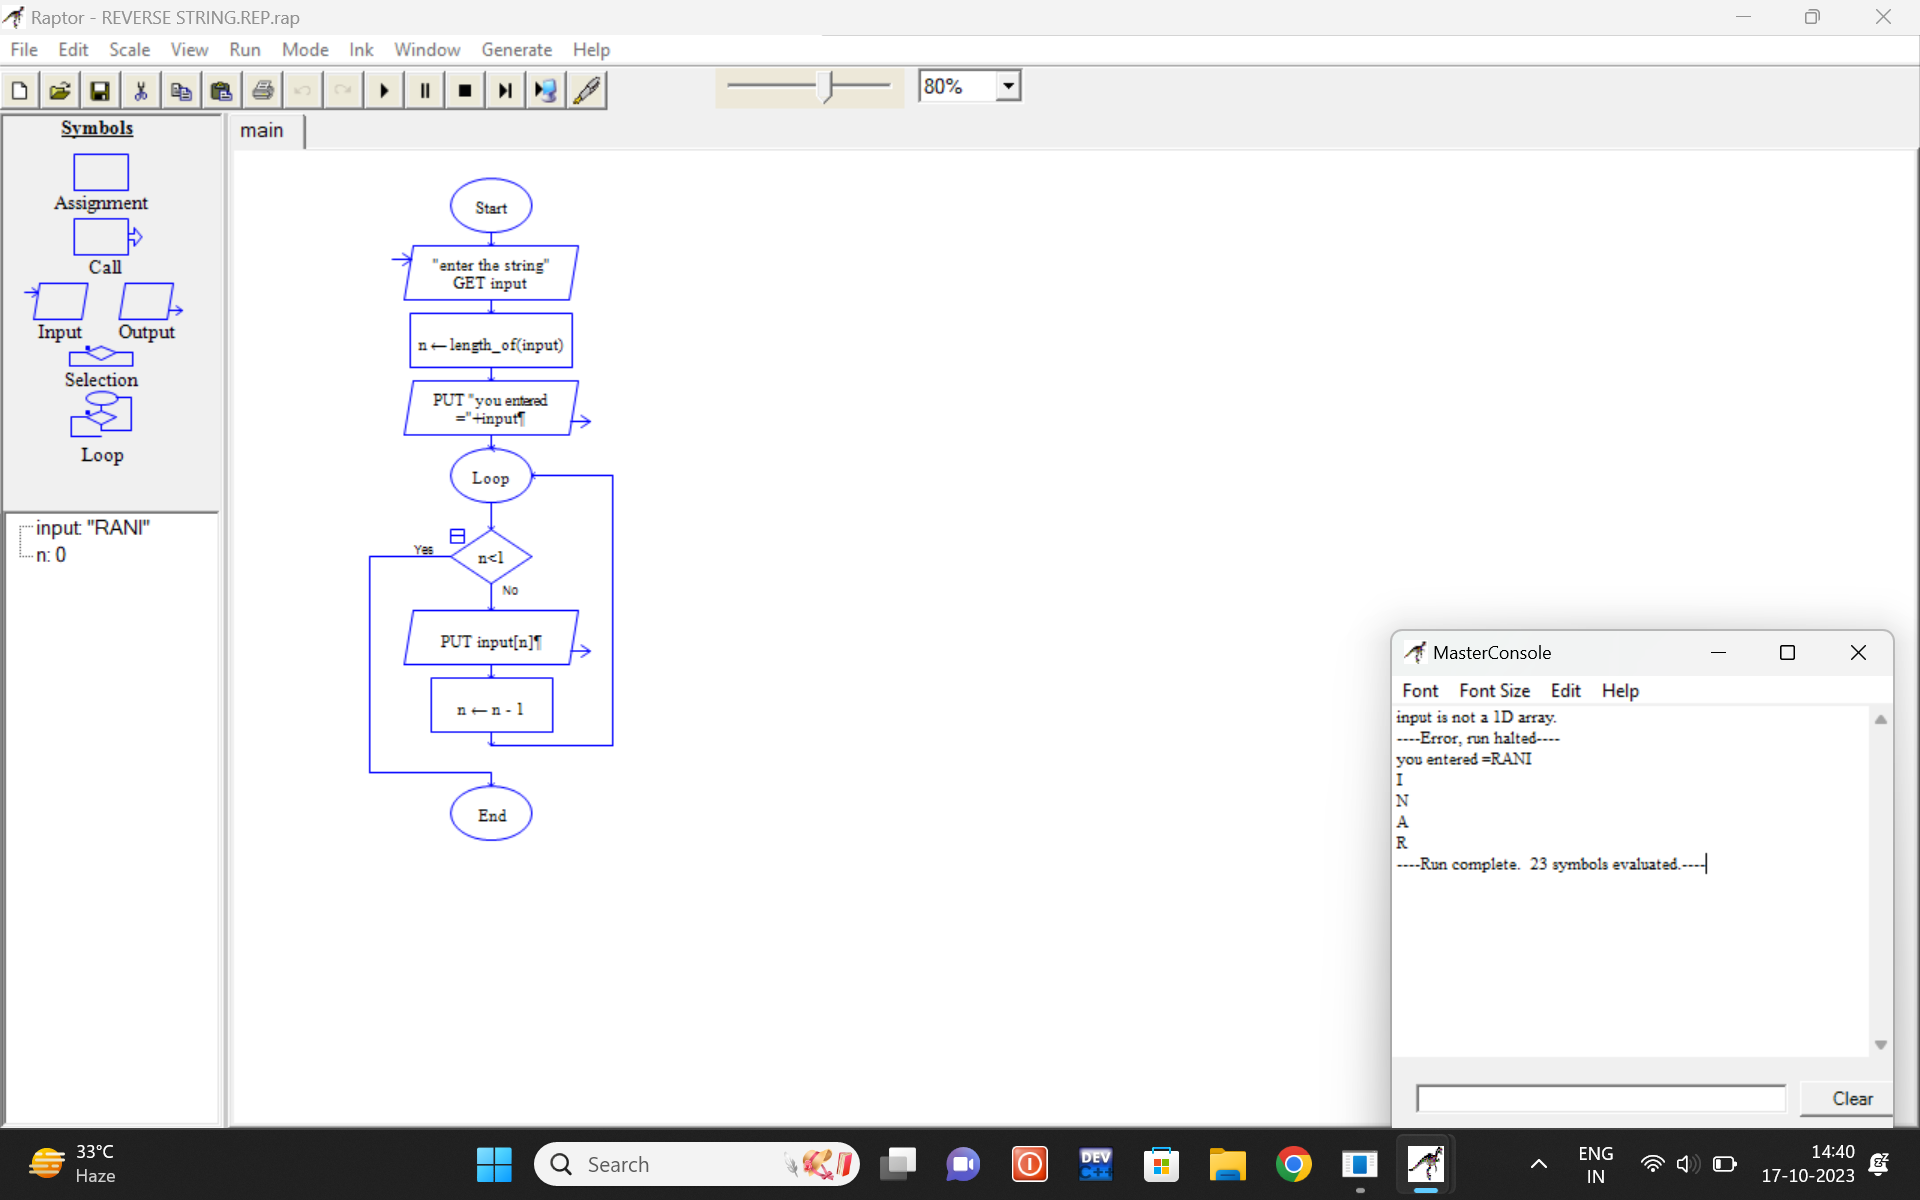 Raptor - REVERSE STRING.REP.rap
File Edit Scale View Run Mode Ink Window Generate Help
80%
Symbols
Assignment
Call
Input Output
Selection
Loop
input: "RANI"
n: 0
main
Start
"enter the string"
GET input
n ← length_of(input)
PUT "you entered
="+input¶
Loop
Yes
n<1
No
PUT input[n]¶
n ← n - 1
End
MasterConsole
Font Font Size Edit Help
input is not a 1D array.
----Error, run halted----
you entered =RANI
I
N
A
R
----Run complete.  23 symbols evaluated.----
Clear
33°C
Haze
Search
DEV
C++
ENG
IN
14:40
17-10-2023